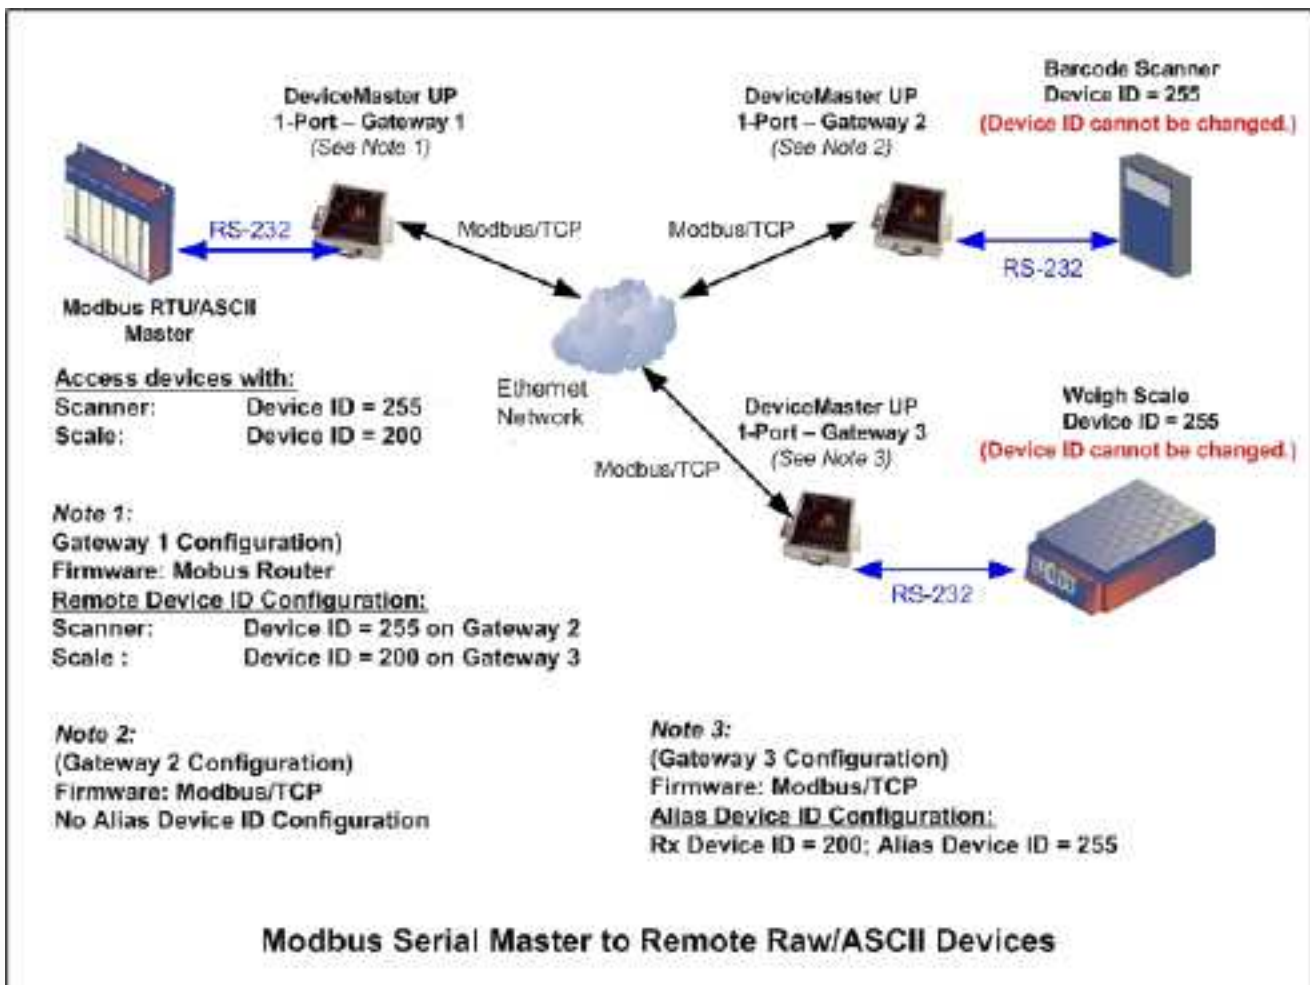 DeviceMaster UP
1-Port – Gateway 1
(See Note 1)
DeviceMaster UP
1-Port – Gateway 2
(See Note 2)
Barcode Scanner
Device ID = 255
(Device ID cannot be changed.)
RS-232
Modbus/TCP
Modbus/TCP
RS-232
Modbus RTU/ASCII
Master
Access devices with:
Scanner: Device ID = 255
Scale: Device ID = 200
Ethernet
Network
DeviceMaster UP
1-Port – Gateway 3
(See Note 3)
Weigh Scale
Device ID = 255
(Device ID cannot be changed.)
Modbus/TCP
RS-232
Note 1:
Gateway 1 Configuration)
Firmware: Mobus Router
Remote Device ID Configuration:
Scanner: Device ID = 255 on Gateway 2
Scale : Device ID = 200 on Gateway 3
Note 2:
(Gateway 2 Configuration)
Firmware: Modbus/TCP
No Alias Device ID Configuration
Note 3:
(Gateway 3 Configuration)
Firmware: Modbus/TCP
Alias Device ID Configuration:
Rx Device ID = 200; Alias Device ID = 255
Modbus Serial Master to Remote Raw/ASCII Devices